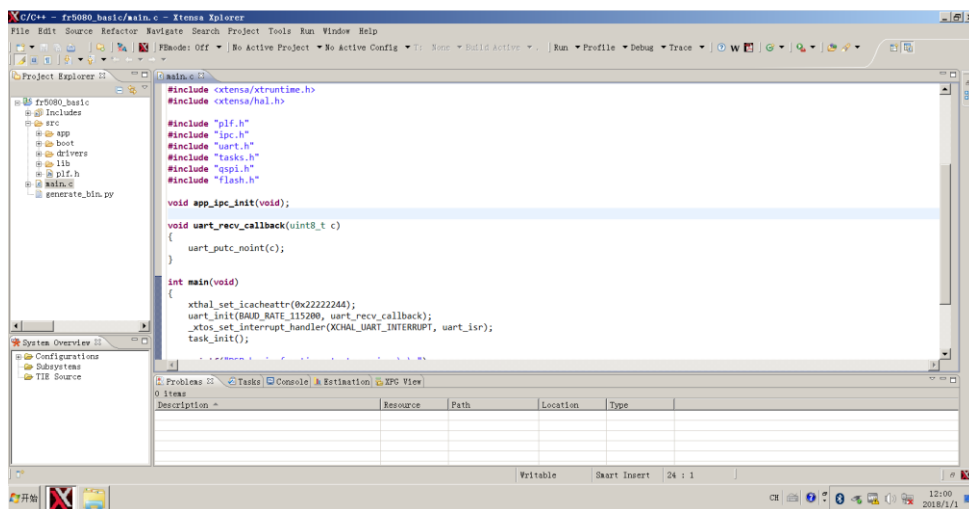 C/C++ - fr5080_basic/main.c - Xtensa Xplorer
File Edit Source Refactor Navigate Search Project Tools Run Window Help
PBmode: Off No Active Project No Active Config T: None Build Active Run Profile Debug Trace
Project Explorer
main.c
fr5080_basic
Includes
src
app
boot
drivers
lib
plf.h
main.c
generate_bin.py
#include <xtensa/xtruntime.h>
#include <xtensa/hal.h>
#include "plf.h"
#include "ipc.h"
#include "uart.h"
#include "tasks.h"
#include "qspi.h"
#include "flash.h"
void app_ipc_init(void);
void uart_recv_callback(uint8_t c)
{
uart_putc_noint(c);
}
int main(void)
{
xthal_set_icacheattr(0x22222244);
uart_init(BAUD_RATE_115200, uart_recv_callback);
_xtos_set_interrupt_handler(XCHAL_UART_INTERRUPT, uart_isr);
task_init();
System Overview
Configurations
Subsystems
TIE Source
Problems Tasks Console Estimation XPG View
0 items
Description Resource Path Location Type
Writable Smart Insert 24 : 1
开始
CH
12:00
2018/1/1